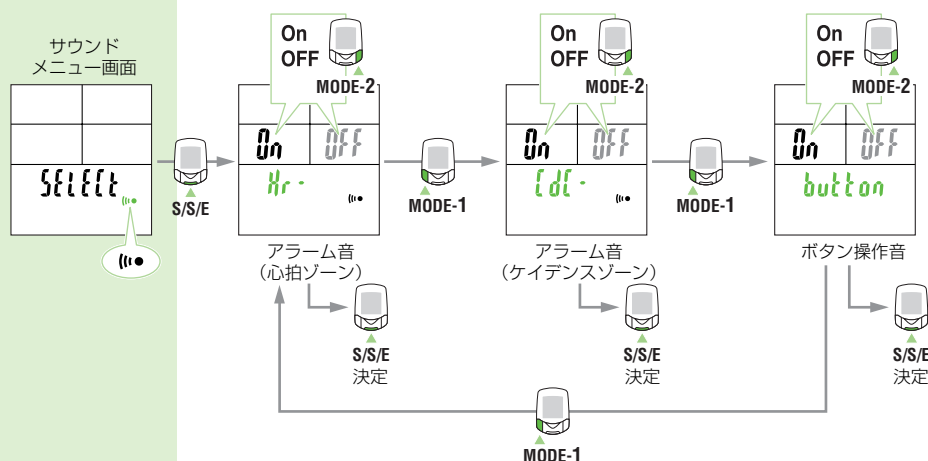 サウンド
メニュー画面
SELECt
S/S/E
On
OFF
MODE-2
On OFF
Hr -
アラーム音
(心拍ゾーン)
S/S/E
決定
MODE-1
On
OFF
MODE-2
On OFF
CdC -
アラーム音
(ケイデンスゾーン)
S/S/E
決定
MODE-1
On
OFF
MODE-2
On OFF
button
ボタン操作音
S/S/E
決定
MODE-1